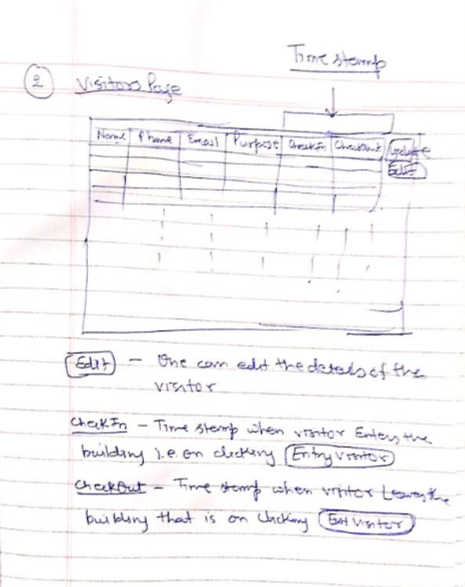 Time stamp
2 Visitors Page
Name Phone Email Purpose CheckIn CheckOut Update
Edit
Edit - One can edit the details of the
visitor
CheckIn - Time stamp when visitor Enters the
building i.e. on clicking Entry visitor
CheckOut - Time stamp when visitor Leaves the
building that is on clicking Exit visitor